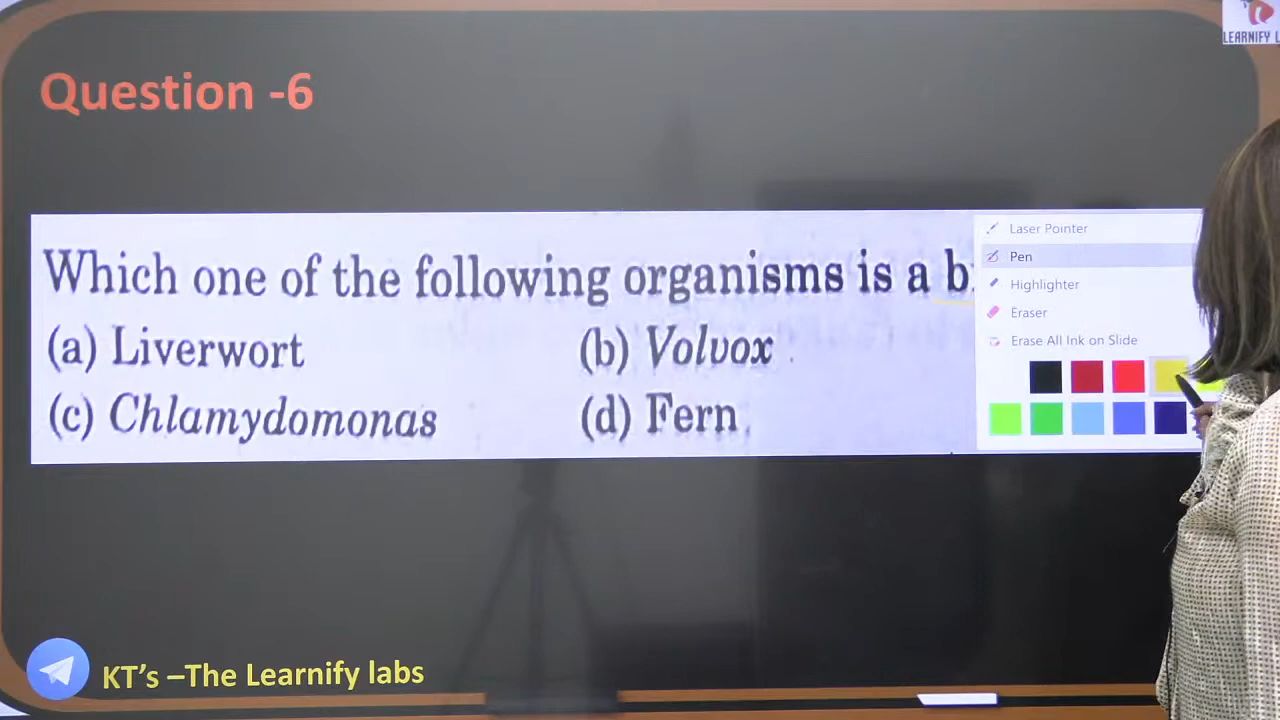 LEARNIFY L
Question -6
Which one of the following organisms is a
(a) Liverwort
(b) Volvox
(c) Chlamydomonas
(d) Fern
Laser Pointer
Pen
Highlighter
Eraser
Erase All Ink on Slide
KT’s –The Learnify labs